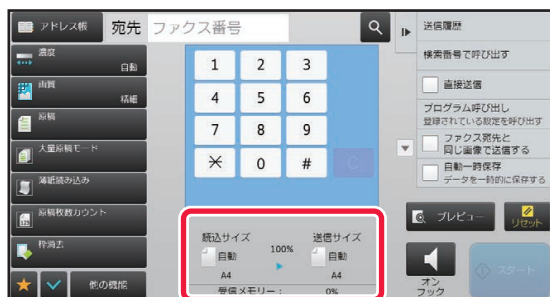 アドレス帳
宛先
ファクス番号
濃度
自動
画質
精細
原稿
大量原稿モード
薄紙読み込み
原稿枚数カウント
枠消去
他の機能
1 2 3
4 5 6
7 8 9
＊ 0 # C
読込サイズ 100% 送信サイズ
自動 自動
A4 A4
受信メモリー： 0%
送信履歴
検索番号で呼び出す
直接送信
プログラム呼び出し
登録されている設定を呼び出す
ファクス宛先と
同じ画像で送信する
自動一時保存
データを一時的に保存する
プレビュー
リセット
オン
フック
スタート